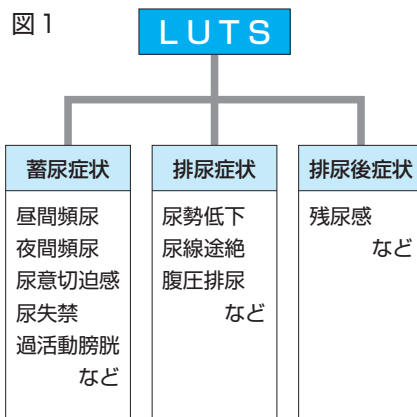 図1
LUTS
蓄尿症状
昼間頻尿
夜間頻尿
尿意切迫感
尿失禁
過活動膀胱
など
排尿症状
尿勢低下
尿線途絶
腹圧排尿
など
排尿後症状
残尿感
など